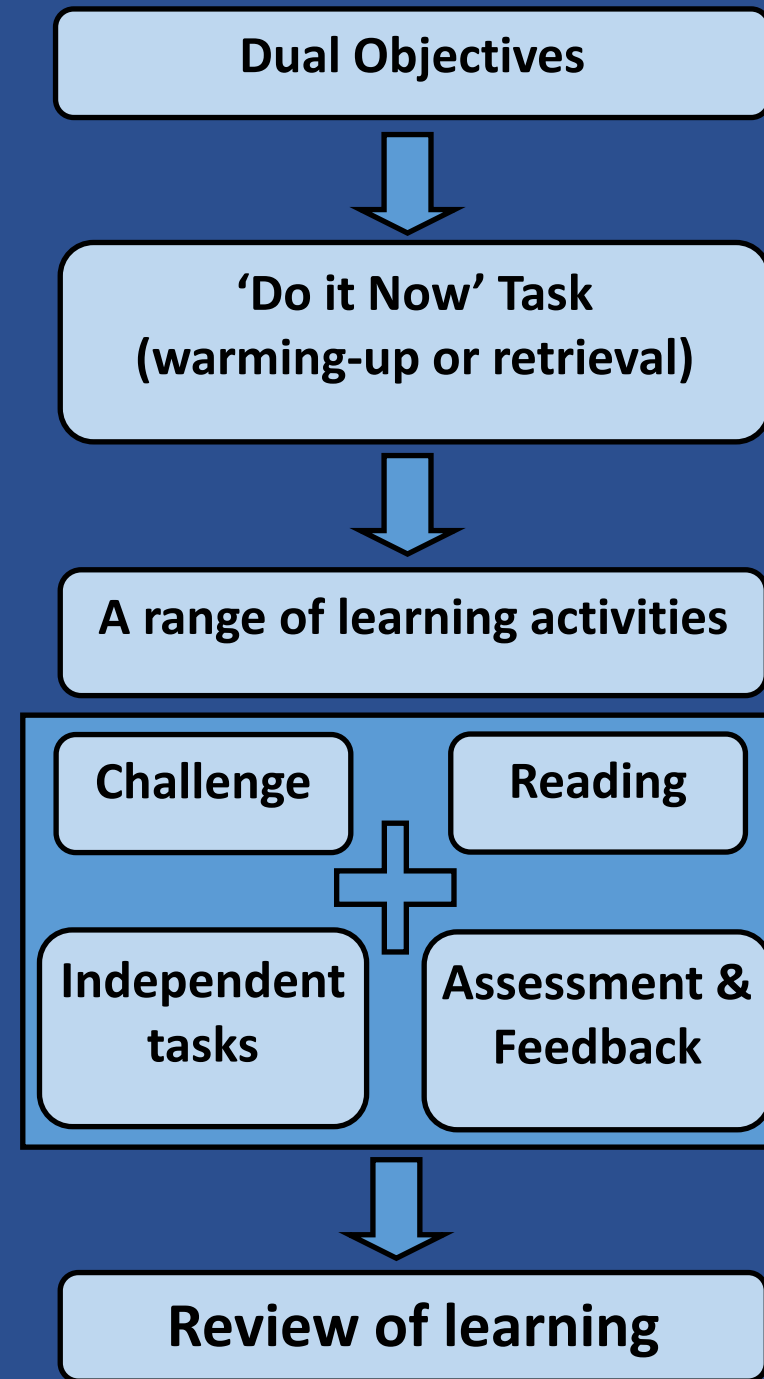 Dual Objectives
‘Do it Now’ Task
(warming-up or retrieval)
A range of learning activities
Challenge
Reading
Independent
tasks
Assessment &
Feedback
Review of learning